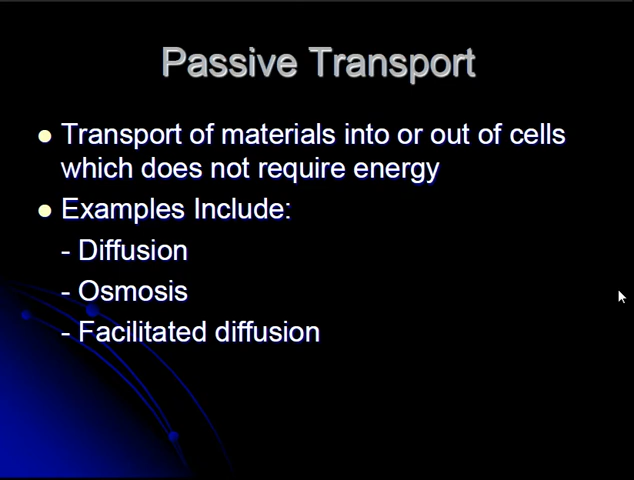 Passive Transport
Transport of materials into or out of cells
which does not require energy
Examples Include:
- Diffusion
- Osmosis
- Facilitated diffusion